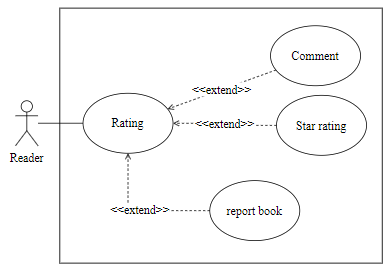 Comment
<<extend>>
Rating
<<extend>>
Star rating
Reader
<<extend>>
report book